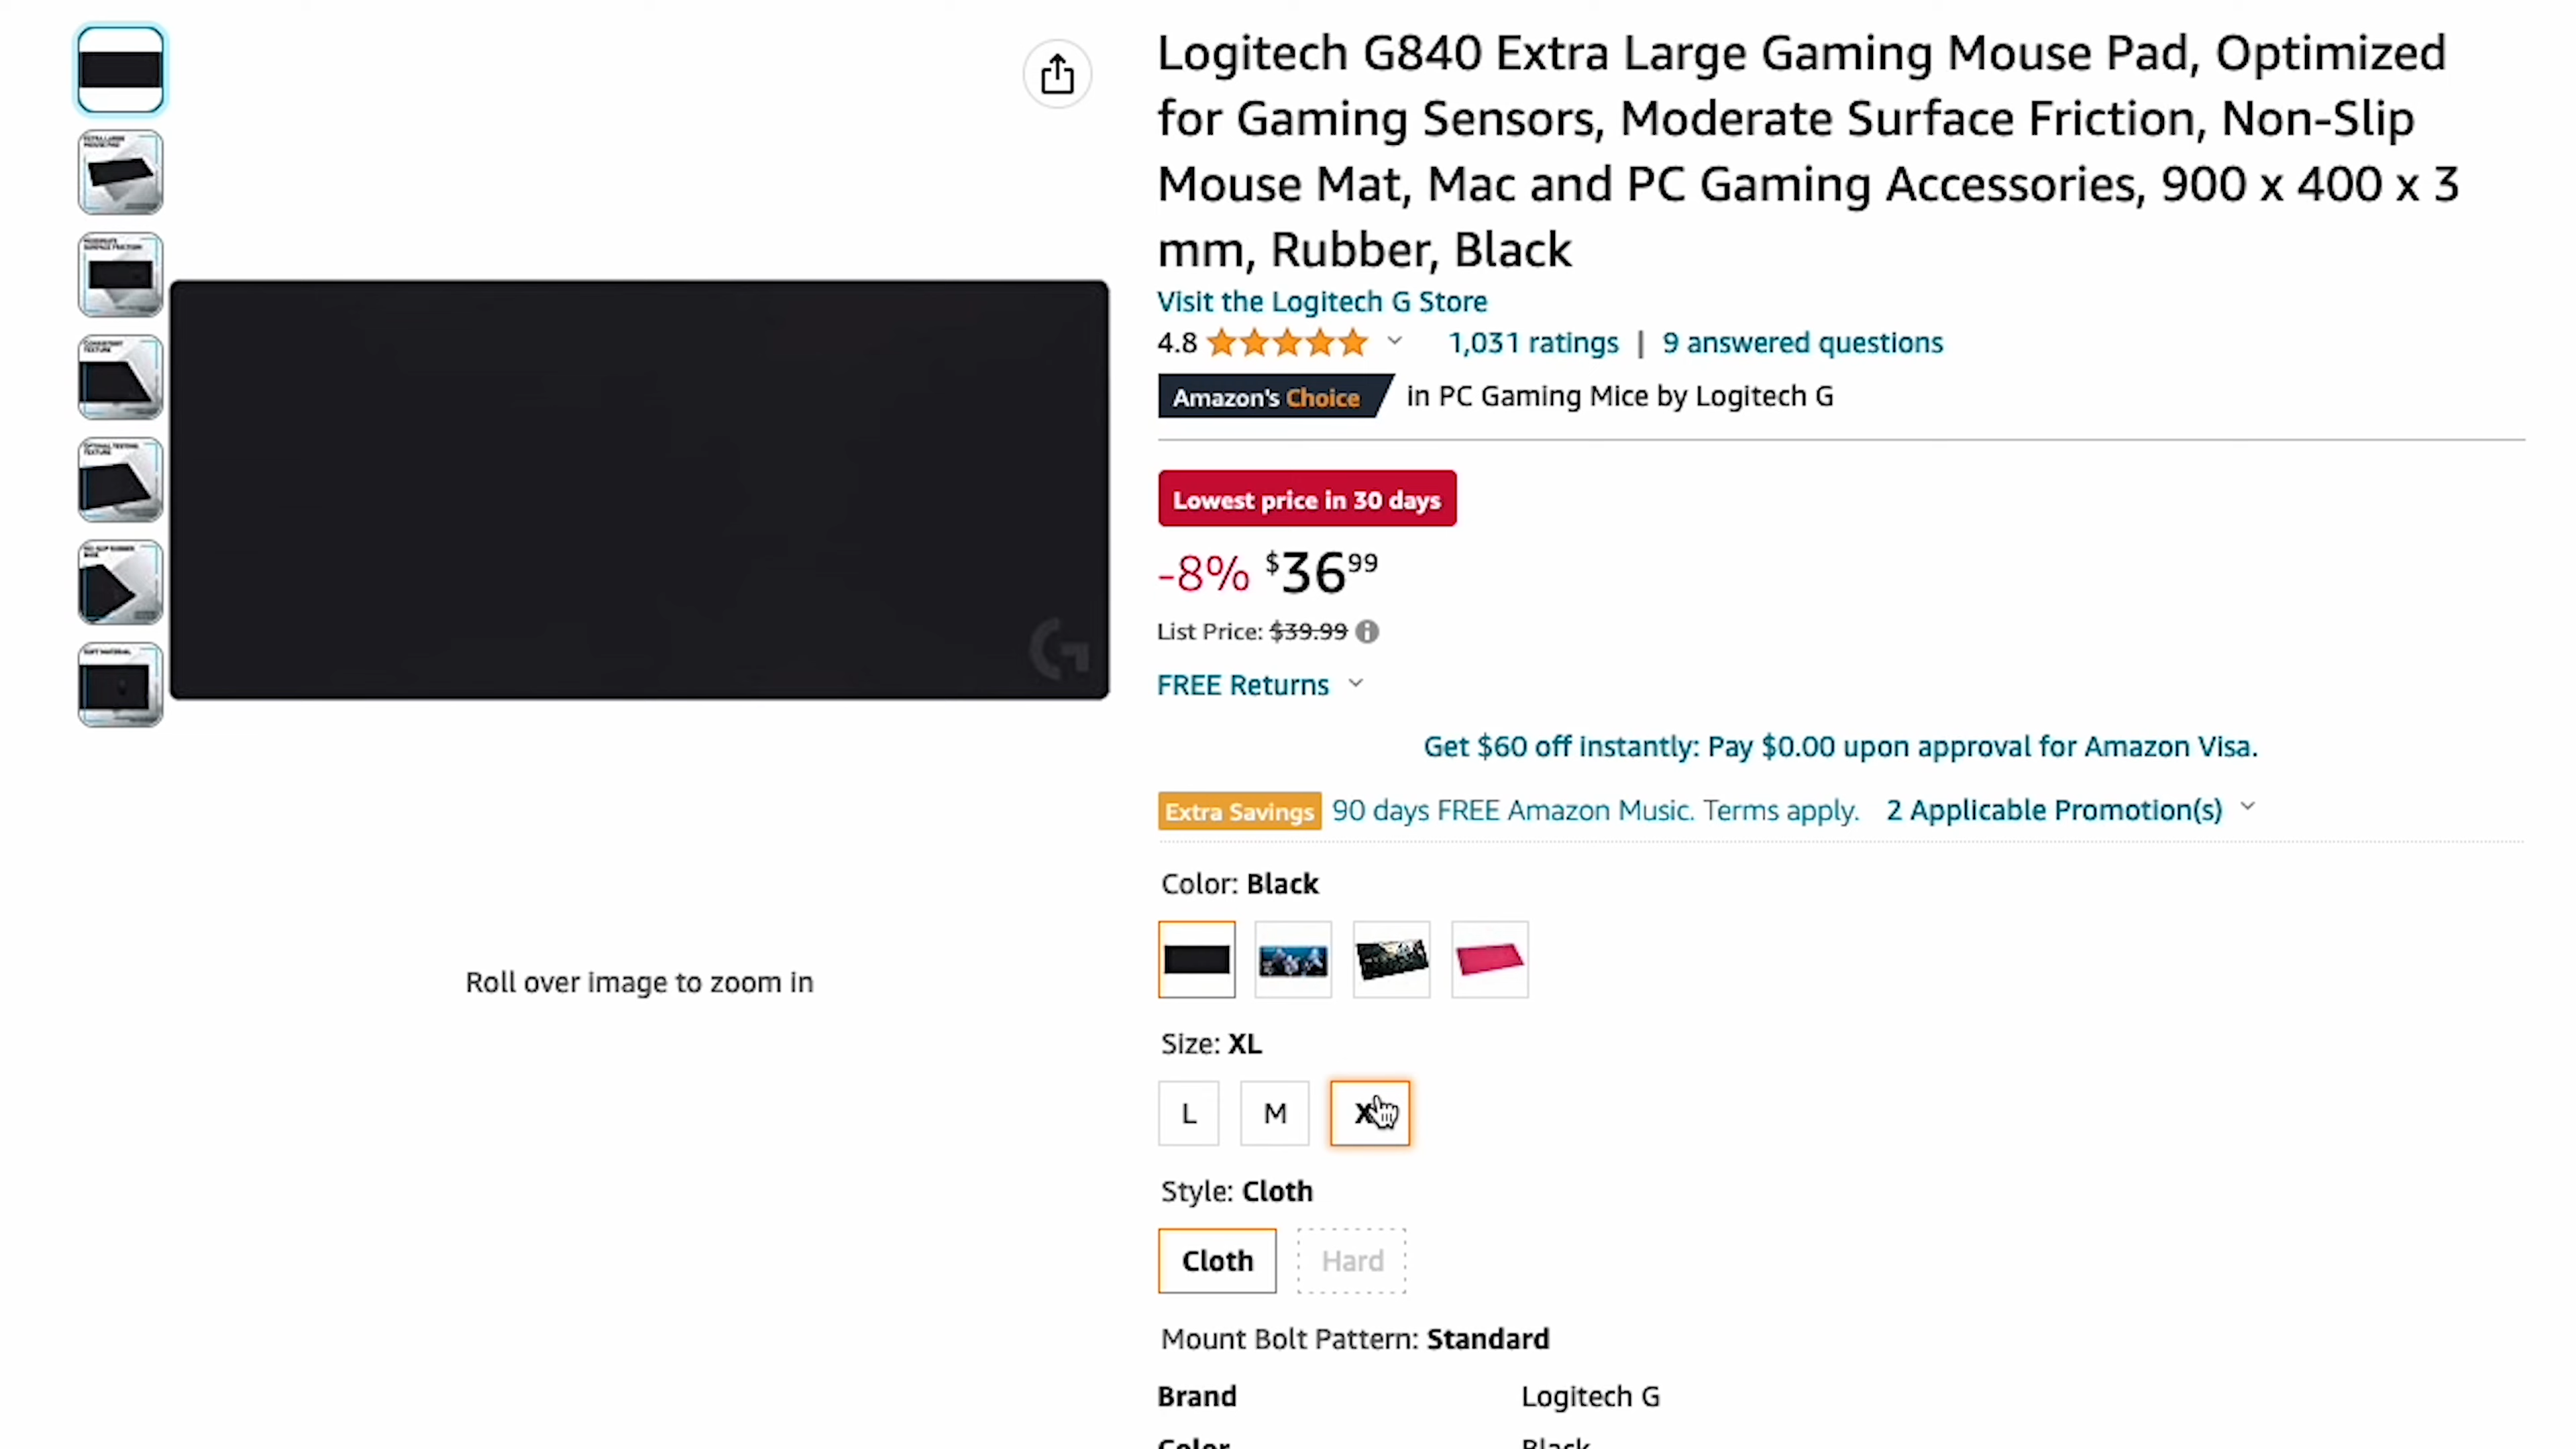 Logitech G840 Extra Large Gaming Mouse Pad, Optimized
for Gaming Sensors, Moderate Surface Friction, Non-Slip
Mouse Mat, Mac and PC Gaming Accessories, 900 x 400 x 3
mm, Rubber, Black
Visit the Logitech G Store
4.8 1,031 ratings | 9 answered questions
Amazon's Choice in PC Gaming Mice by Logitech G
Lowest price in 30 days
-8% $36 99
List Price: $39.99
FREE Returns
Get $60 off instantly: Pay $0.00 upon approval for Amazon Visa.
Extra Savings 90 days FREE Amazon Music. Terms apply. 2 Applicable Promotion(s)
Roll over image to zoom in
Color: Black
Size: XL
L M
Style: Cloth
Cloth Hard
Mount Bolt Pattern: Standard
Brand Logitech G
Color Black